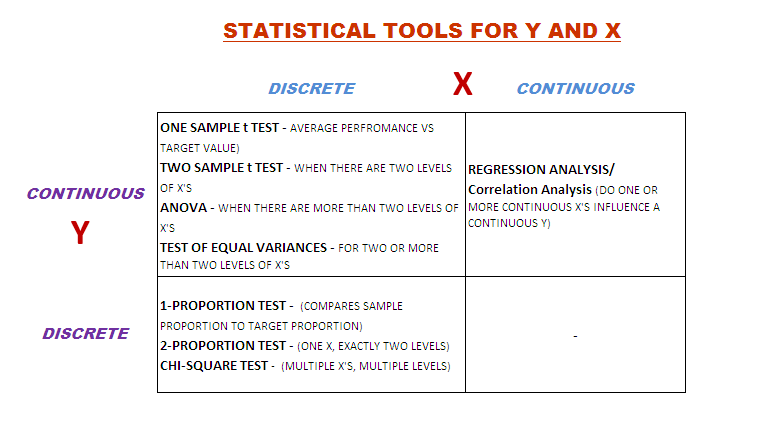 STATISTICAL TOOLS FOR Y AND X
DISCRETE
X
CONTINUOUS
CONTINUOUS
Y
ONE SAMPLE t TEST - AVERAGE PERFROMANCE VS
TARGET VALUE)
TWO SAMPLE t TEST - WHEN THERE ARE TWO LEVELS
OF X'S
ANOVA - WHEN THERE ARE MORE THAN TWO LEVELS OF
X'S
TEST OF EQUAL VARIANCES - FOR TWO OR MORE
THAN TWO LEVELS OF X'S
REGRESSION ANALYSIS/
Correlation Analysis (DO ONE OR
MORE CONTINUOUS X'S INFLUENCE A
CONTINUOUS Y)
DISCRETE
1-PROPORTION TEST - (COMPARES SAMPLE
PROPORTION TO TARGET PROPORTION)
2-PROPORTION TEST - (ONE X, EXACTLY TWO LEVELS)
CHI-SQUARE TEST - (MULTIPLE X'S, MULTIPLE LEVELS)
-